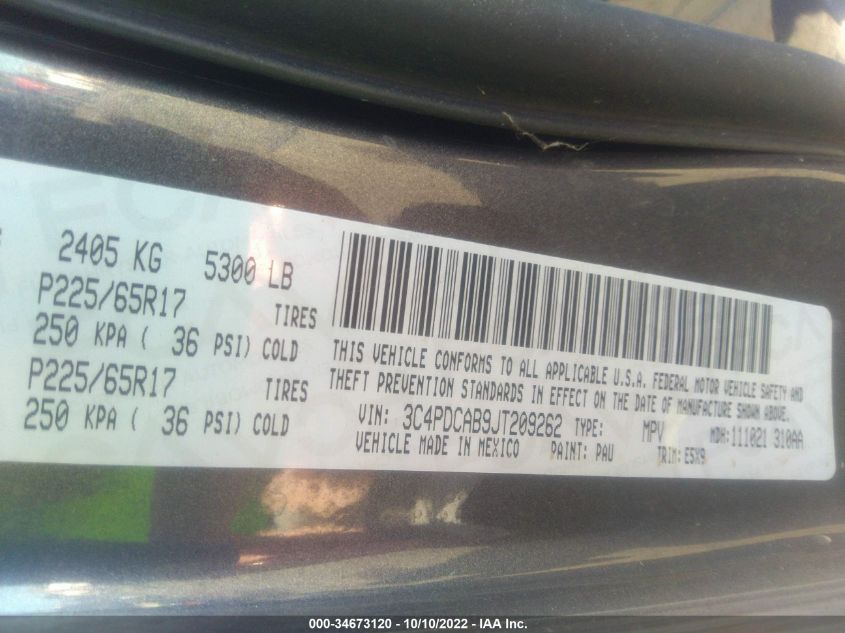 2405 KG 5300 LB
P225/65R17 TIRES
250 KPA ( 36 PSI) COLD
P225/65R17 TIRES
250 KPA ( 36 PSI) COLD
THIS VEHICLE CONFORMS TO ALL APPLICABLE U.S.A. FEDERAL MOTOR VEHICLE SAFETY AND
THEFT PREVENTION STANDARDS IN EFFECT ON THE DATE OF MANUFACTURE SHOWN ABOVE.
VIN: 3C4PDCAB9JT209262 TYPE: MPV MDH: 111021 310AA
VEHICLE MADE IN MEXICO PAINT: PAU TRIM: E5X9
000-34673120 - 10/10/2022 - IAA Inc.